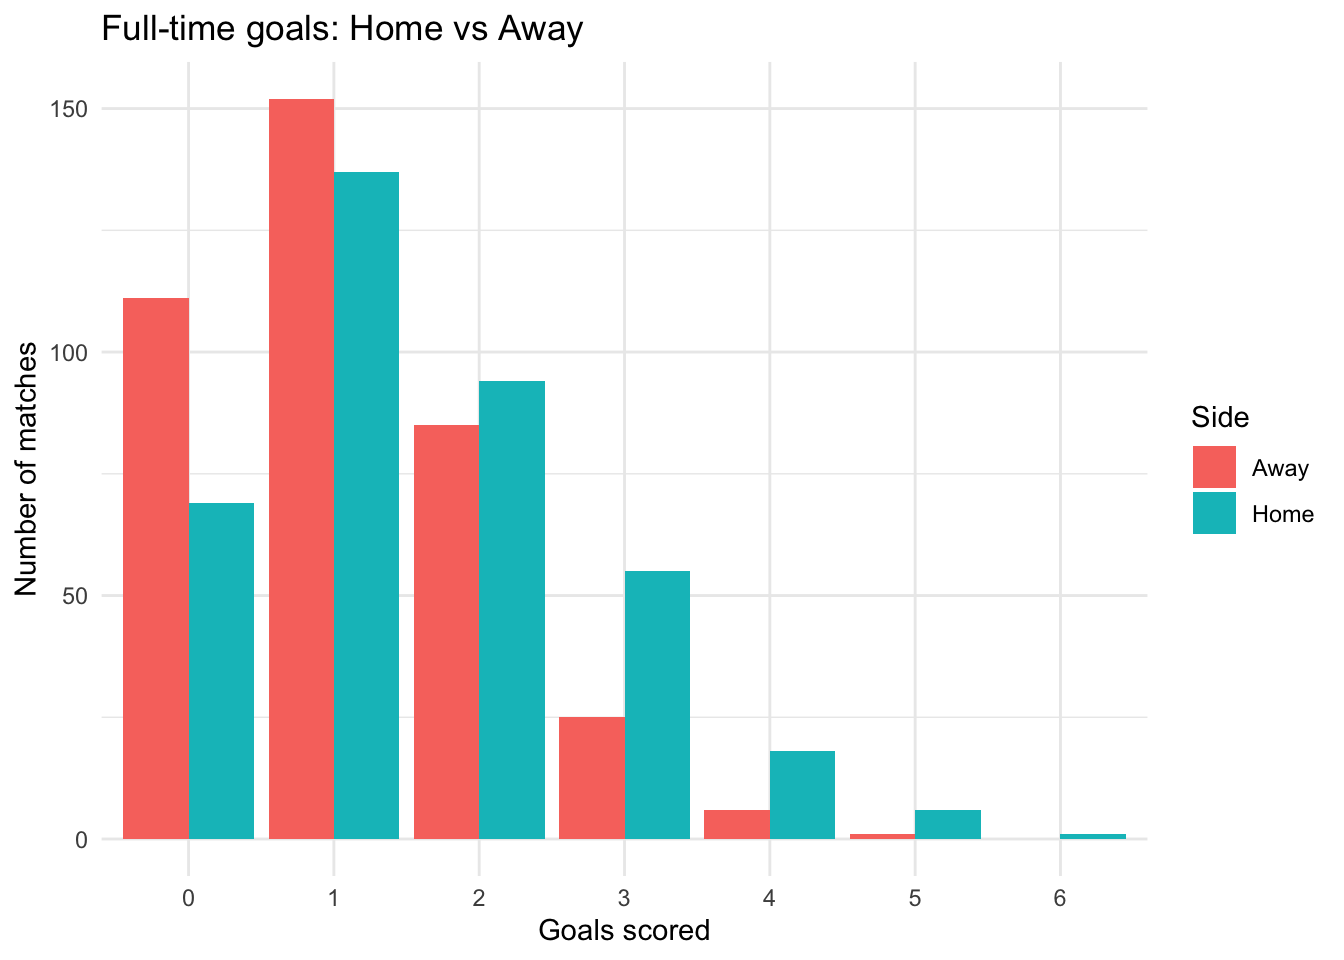 Full-time goals: Home vs Away
Number of matches
150
100
50
0
0 1 2 3 4 5 6
Goals scored
Side
Away
Home